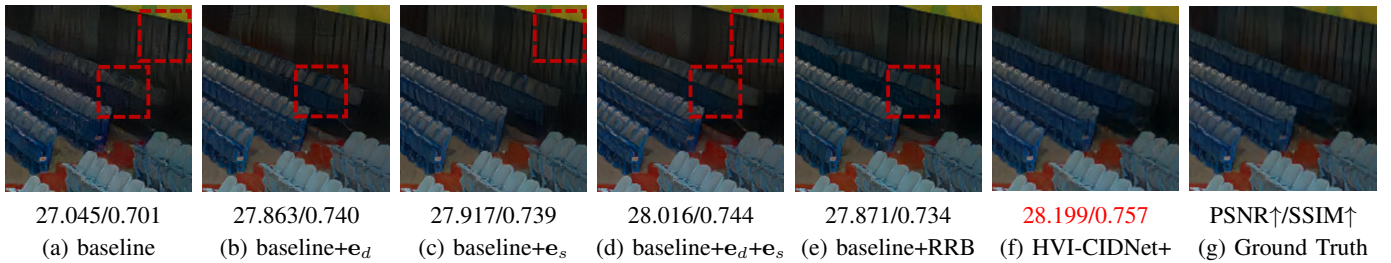 27.045/0.701 27.863/0.740 27.917/0.739 28.016/0.744 27.871/0.734 28.199/0.757 PSNR↑/SSIM↑
(a) baseline (b) baseline+e_d (c) baseline+e_s (d) baseline+e_d+e_s (e) baseline+RRB (f) HVI-CIDNet+ (g) Ground Truth